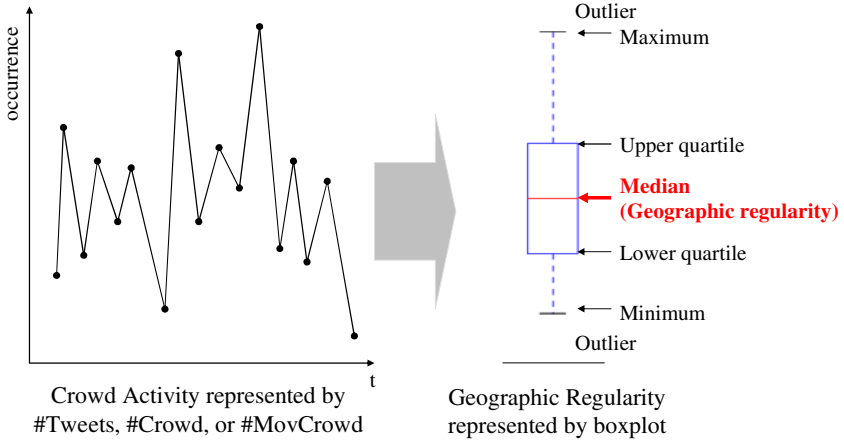 occurrence
t
Crowd Activity represented by
#Tweets, #Crowd, or #MovCrowd
Outlier
Maximum
Upper quartile
Median
(Geographic regularity)
Lower quartile
Minimum
Outlier
Geographic Regularity
represented by boxplot